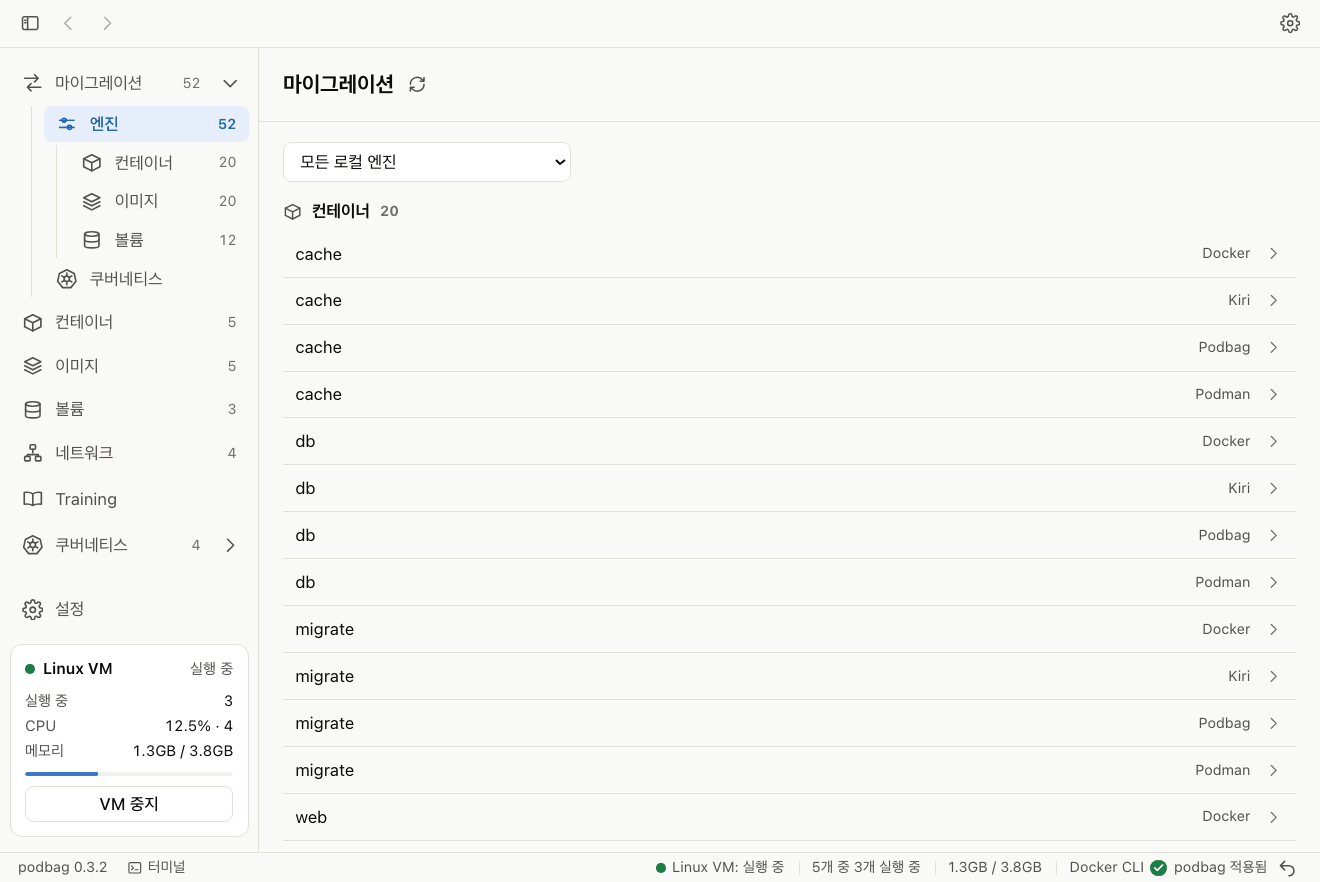 마이그레이션 52
엔진 52
컨테이너 20
이미지 20
볼륨 12
쿠버네티스
컨테이너 5
이미지 5
볼륨 3
네트워크 4
Training
쿠버네티스 4
설정
Linux VM 실행 중
실행 중 3
CPU 12.5% · 4
메모리 1.3GB / 3.8GB
VM 중지
마이그레이션
모든 로컬 엔진
컨테이너 20
cache Docker
cache Kiri
cache Podbag
cache Podman
db Docker
db Kiri
db Podbag
db Podman
migrate Docker
migrate Kiri
migrate Podbag
migrate Podman
web Docker
podbag 0.3.2 터미널 Linux VM: 실행 중 5개 중 3개 실행 중 1.3GB / 3.8GB Docker CLI podbag 적용됨